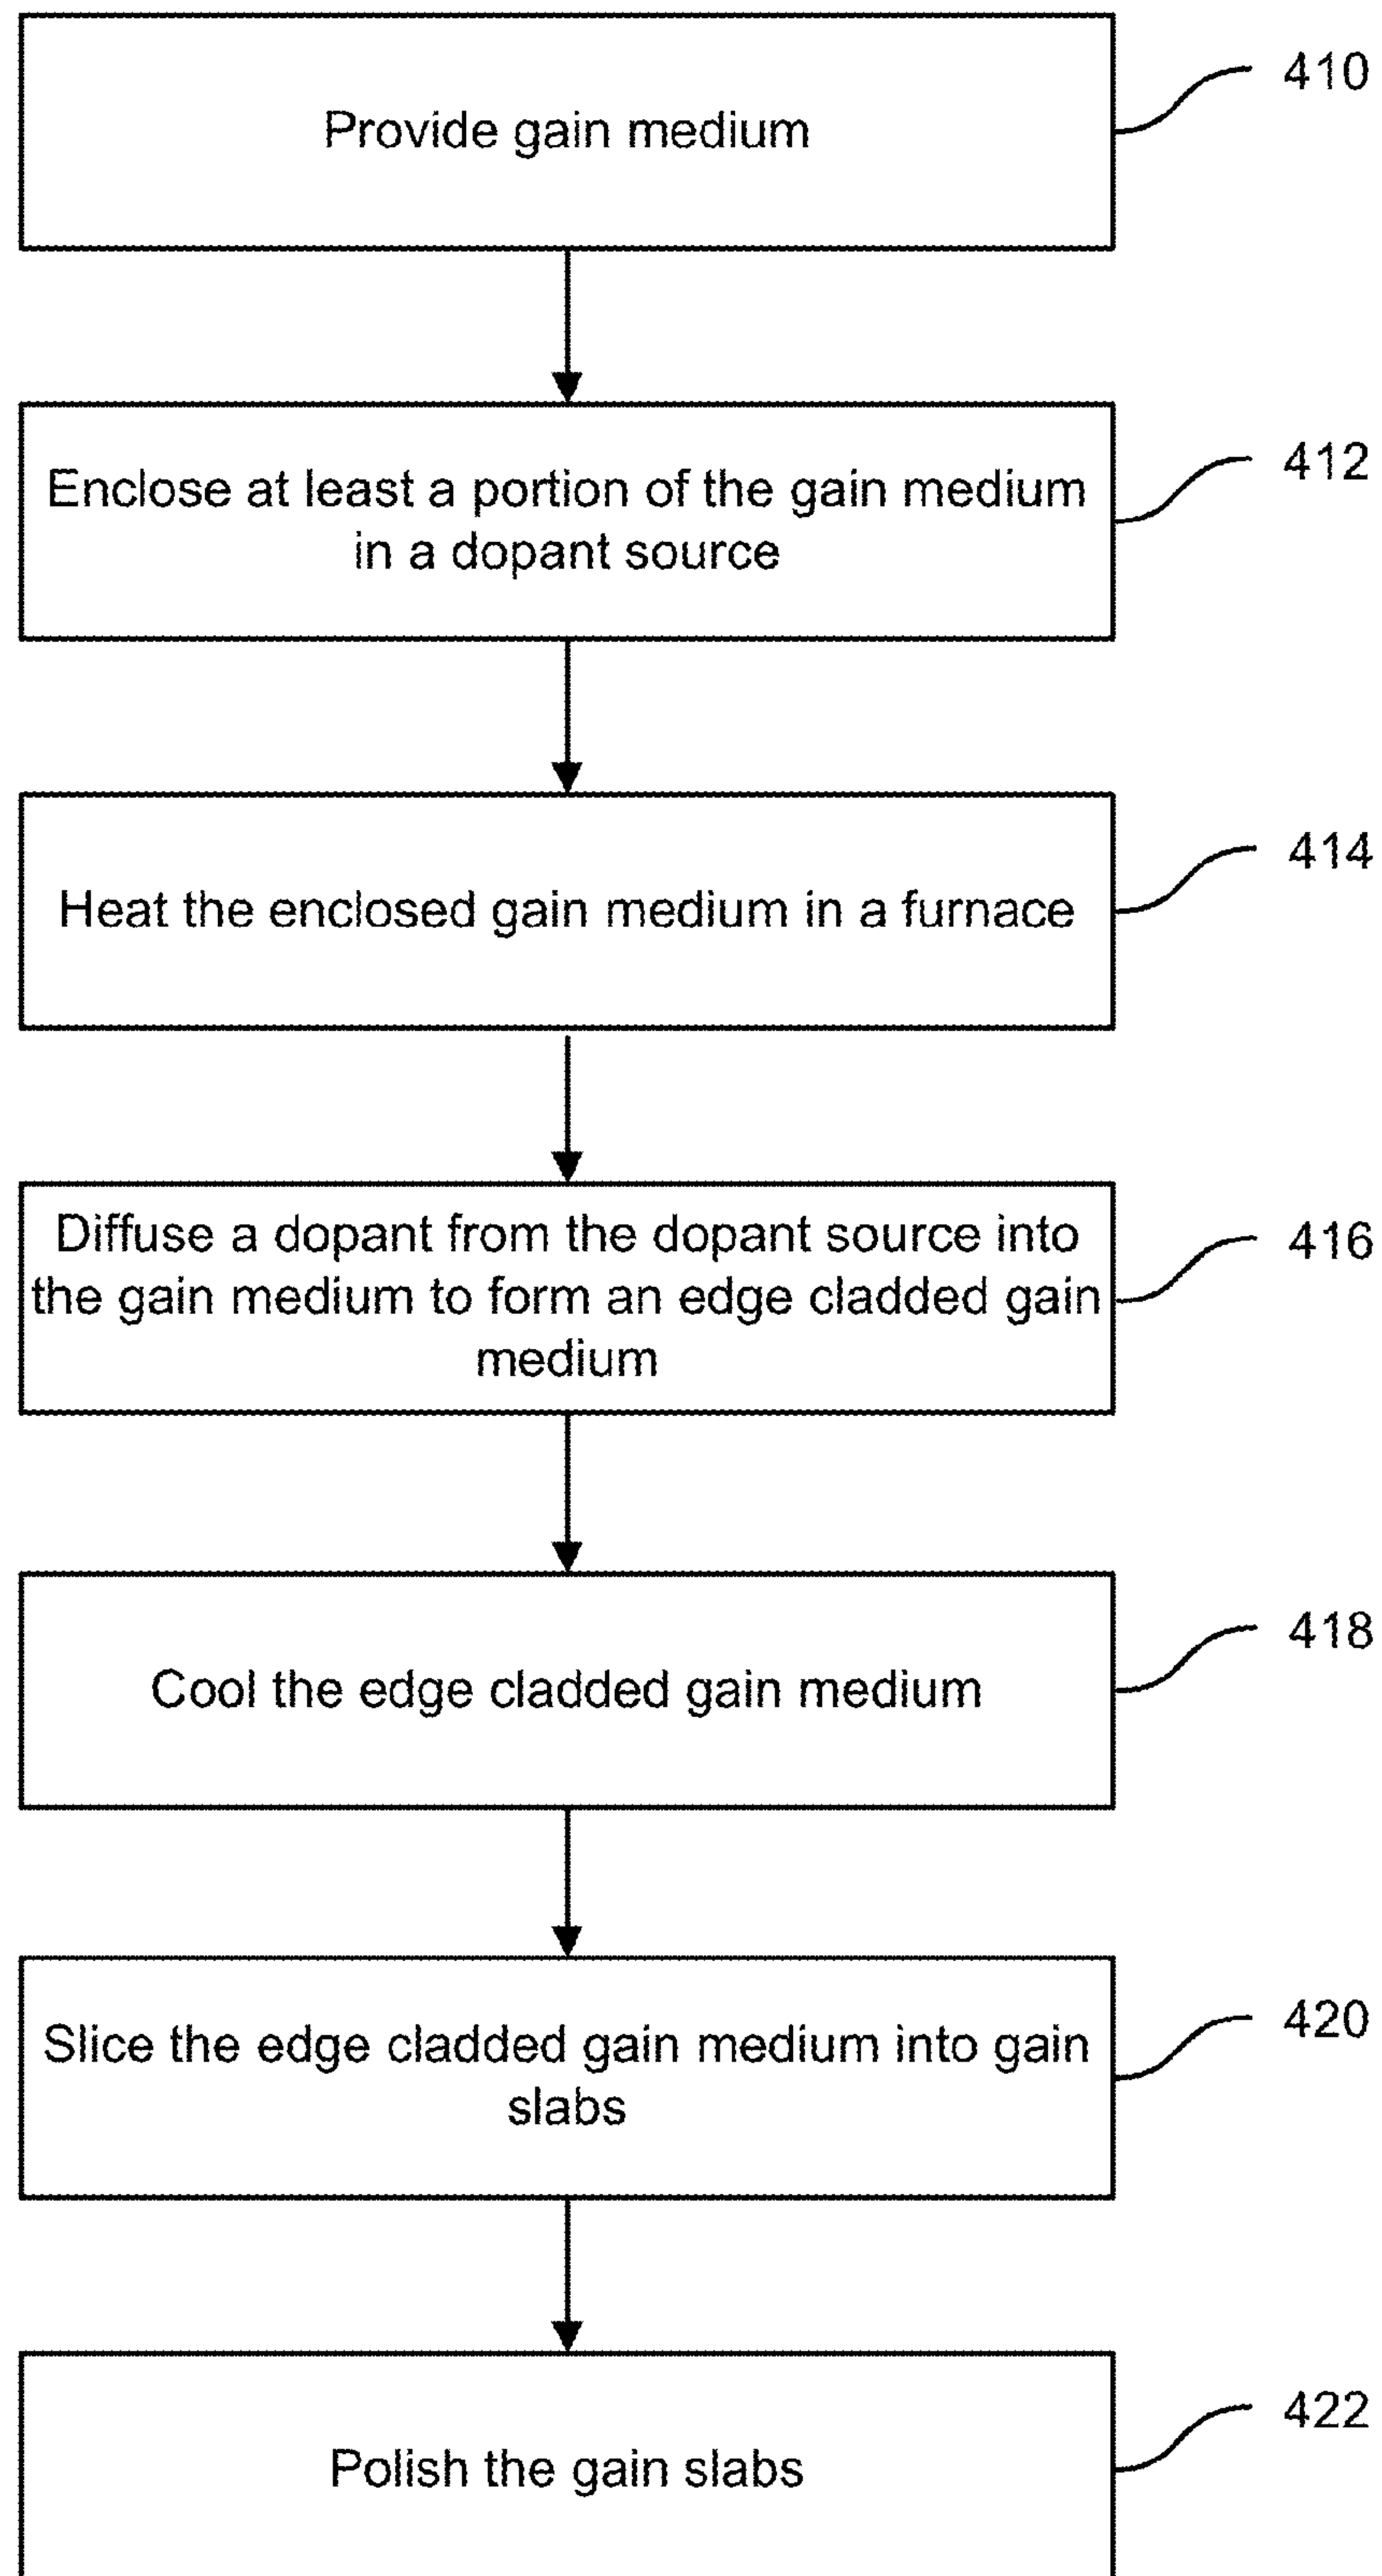 Provide gain medium
410
Enclose at least a portion of the gain medium
in a dopant source
412
Heat the enclosed gain medium in a furnace
414
Diffuse a dopant from the dopant source into
the gain medium to form an edge cladded gain
medium
416
Cool the edge cladded gain medium
418
Slice the edge cladded gain medium into gain
slabs
420
Polish the gain slabs
422